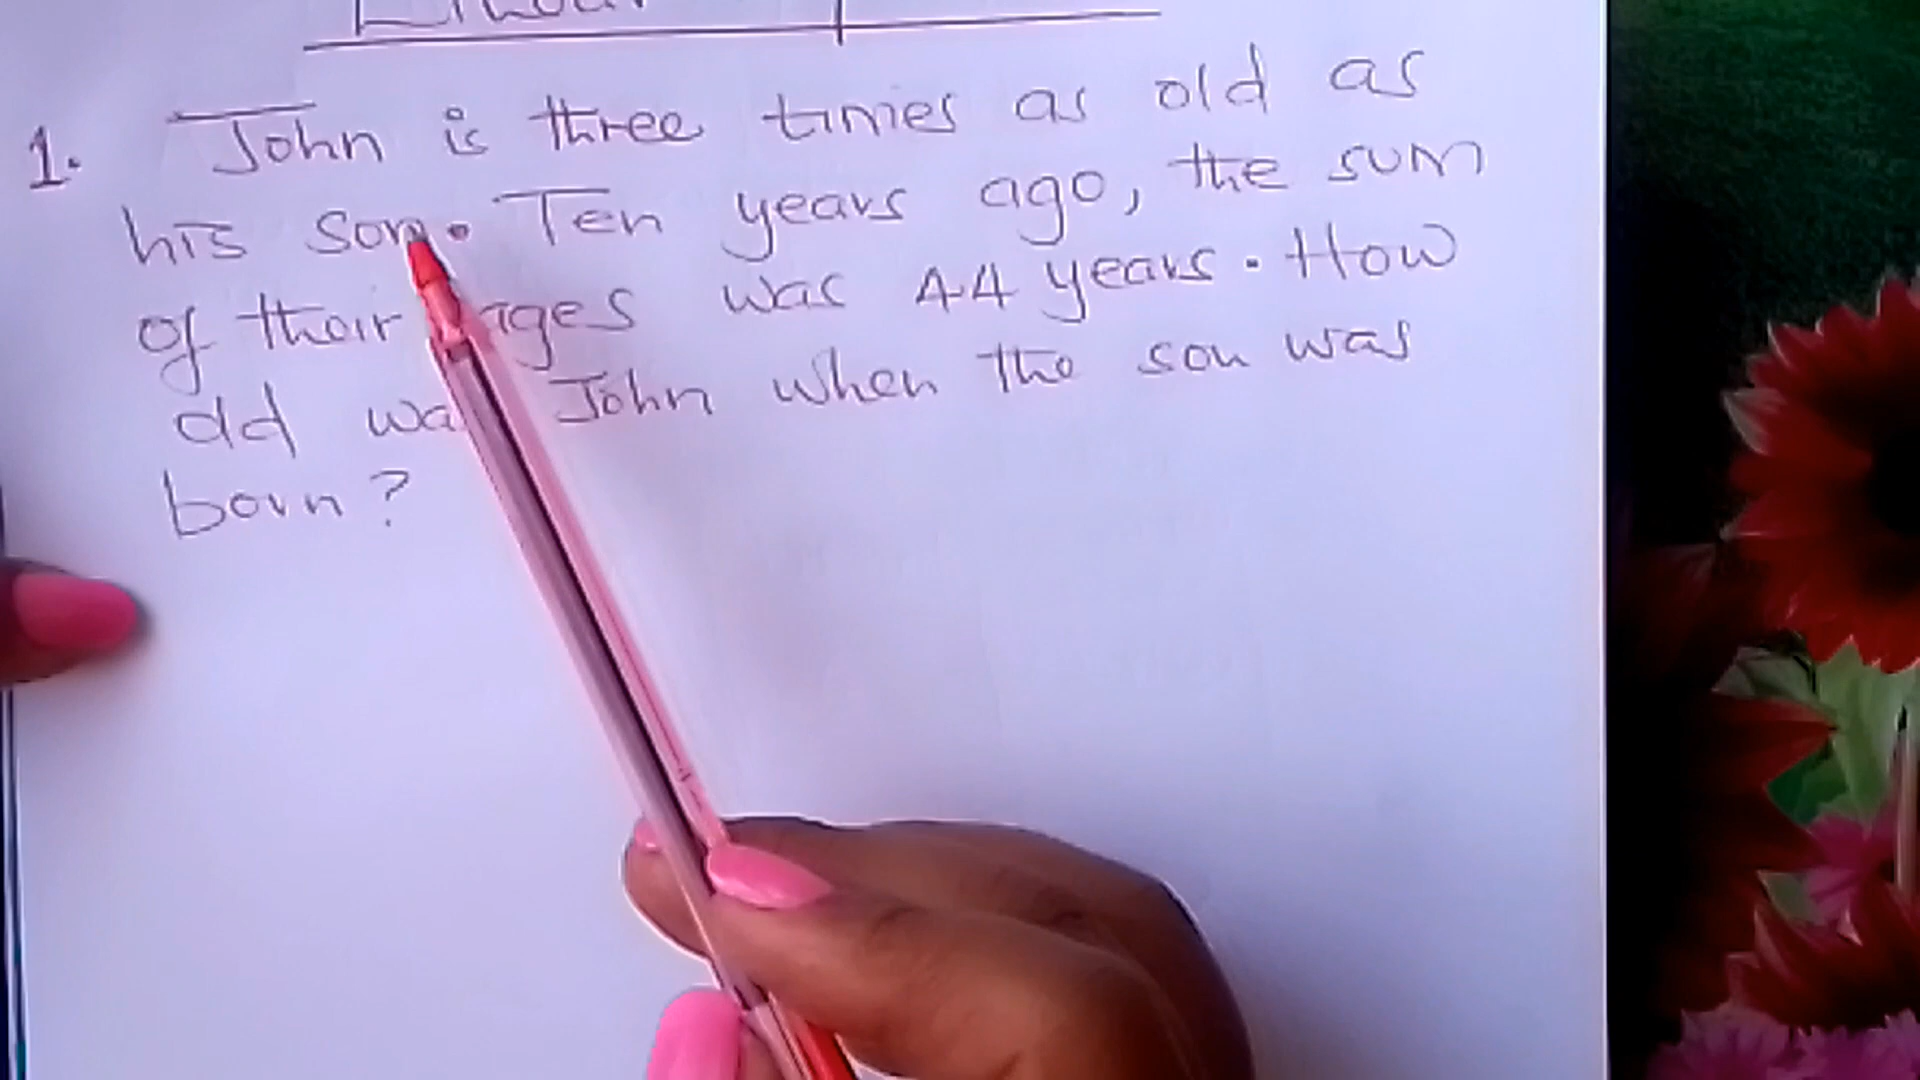 1. John is three times as old as
his son. Ten years ago, the sum
of their ages was 44 years. How
old was John when the son was
born?